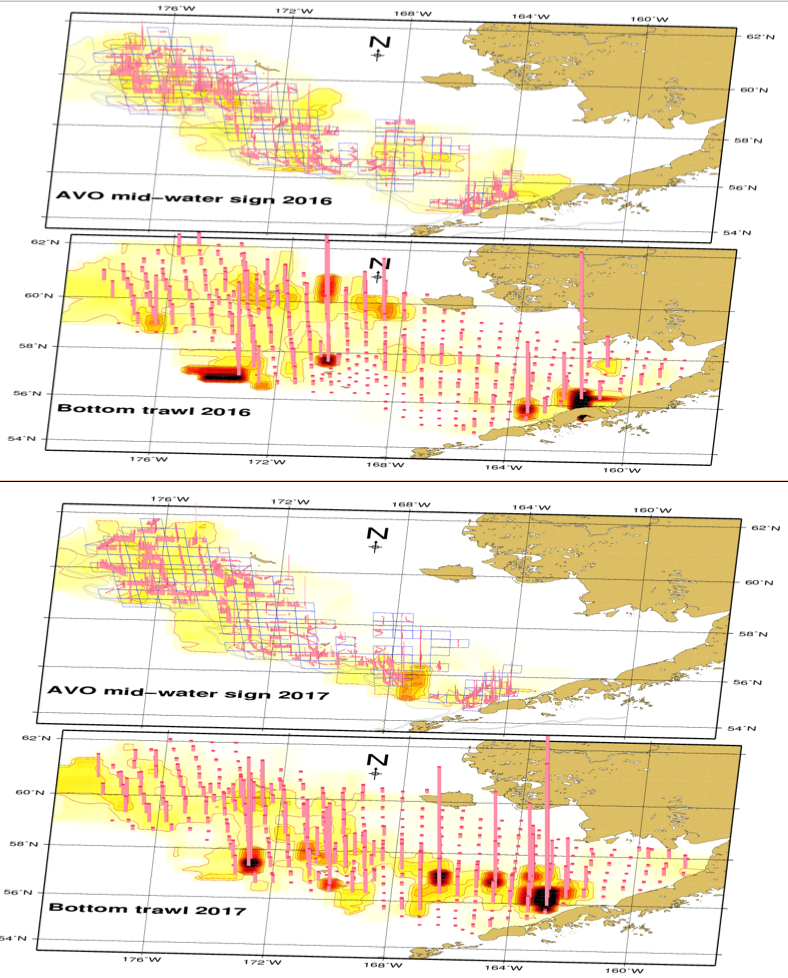 176˚W 172˚W 168˚W 164˚W 160˚W
62˚N
N
60˚N
58˚N
56˚N
AVO mid−water sign 2016
54˚N
62˚N
N
60˚N
58˚N
56˚N
Bottom trawl 2016
54˚N
176˚W 172˚W 168˚W 164˚W 160˚W
176˚W 172˚W 168˚W 164˚W 160˚W
62˚N
N
60˚N
58˚N
56˚N
AVO mid−water sign 2017
54˚N
62˚N
N
60˚N
58˚N
56˚N
Bottom trawl 2017
54˚N
176˚W 172˚W 168˚W 164˚W 160˚W